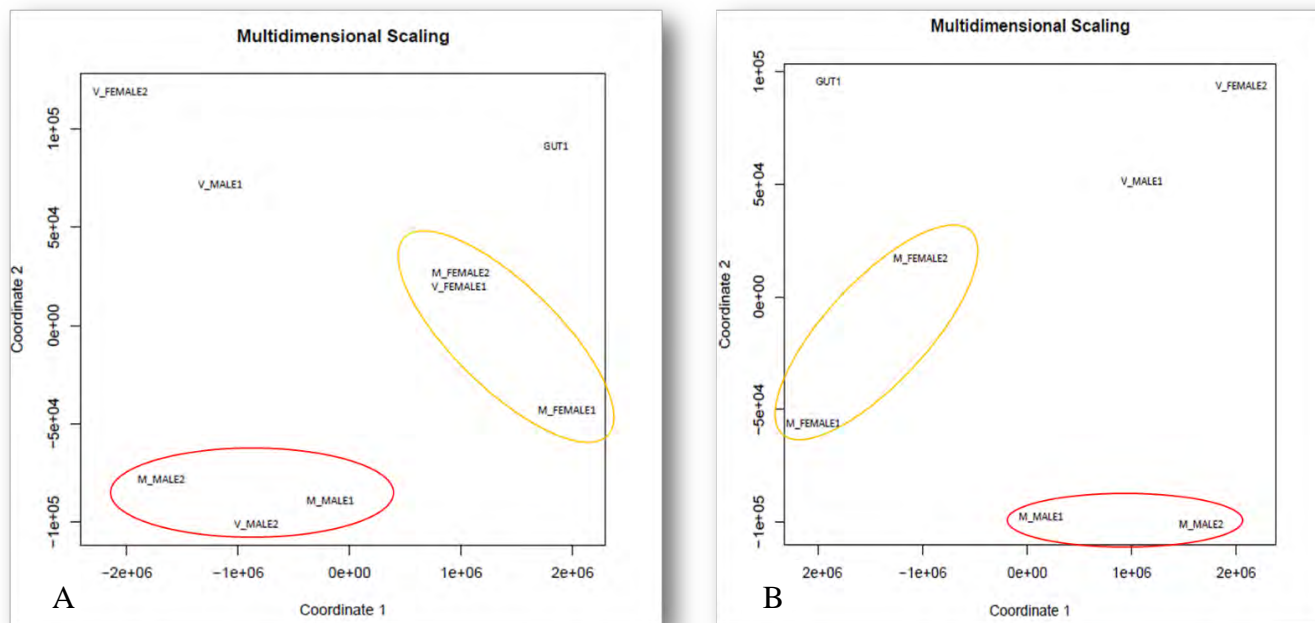 Multidimensional Scaling
V_FEMALE2
GUT1
V_MALE1
M_FEMALE2
V_FEMALE1
M_FEMALE1
M_MALE2
M_MALE1
V_MALE2
1e+05
5e+04
0e+00
−5e+04
−1e+05
Coordinate 2
−2e+06 −1e+06 0e+00 1e+06 2e+06
Coordinate 1
A
Multidimensional Scaling
GUT1
V_FEMALE2
V_MALE1
M_FEMALE2
M_FEMALE1
M_MALE1
M_MALE2
1e+05
5e+04
0e+00
−5e+04
−1e+05
Coordinate 2
2e+06 −1e+06 0e+00 1e+06 2e+06
Coordinate 1
B